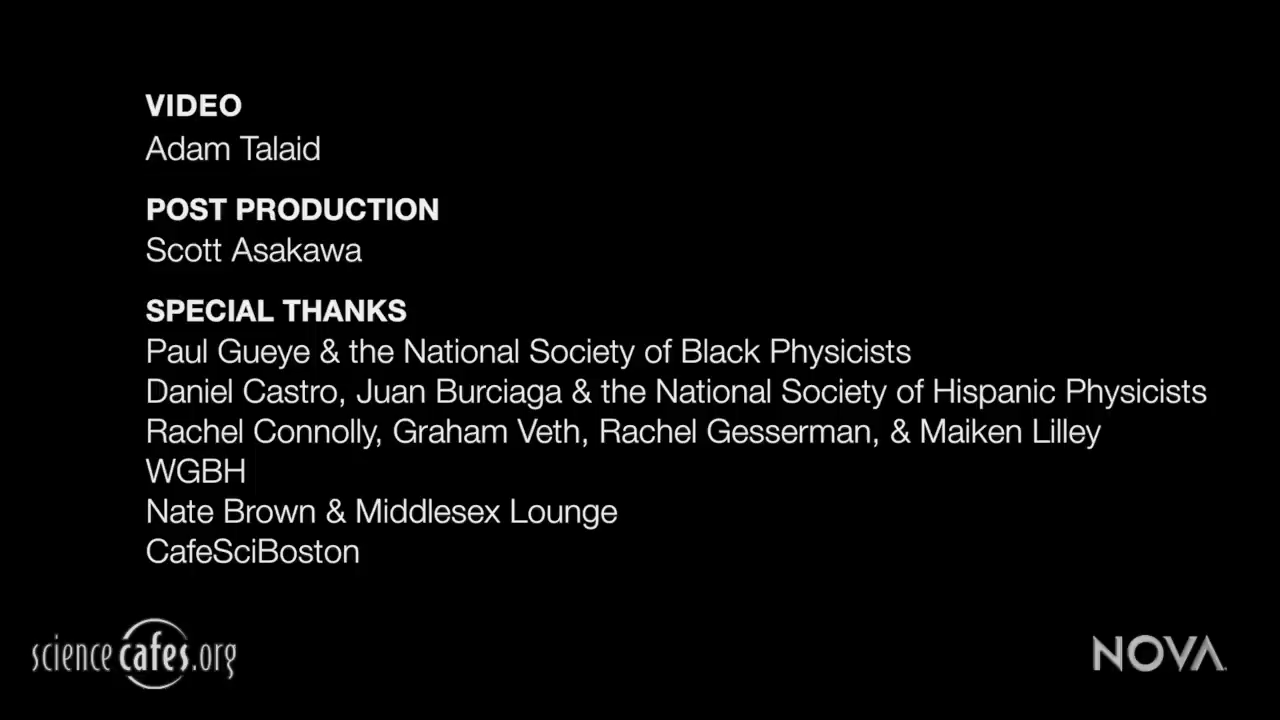 VIDEO
Adam Talaid
POST PRODUCTION
Scott Asakawa
SPECIAL THANKS
Paul Gueye & the National Society of Black Physicists
Daniel Castro, Juan Burciaga & the National Society of Hispanic Physicists
Rachel Connolly, Graham Veth, Rachel Gesserman, & Maiken Lilley
WGBH
Nate Brown & Middlesex Lounge
CafeSciBoston
science cafes.org
NOVA